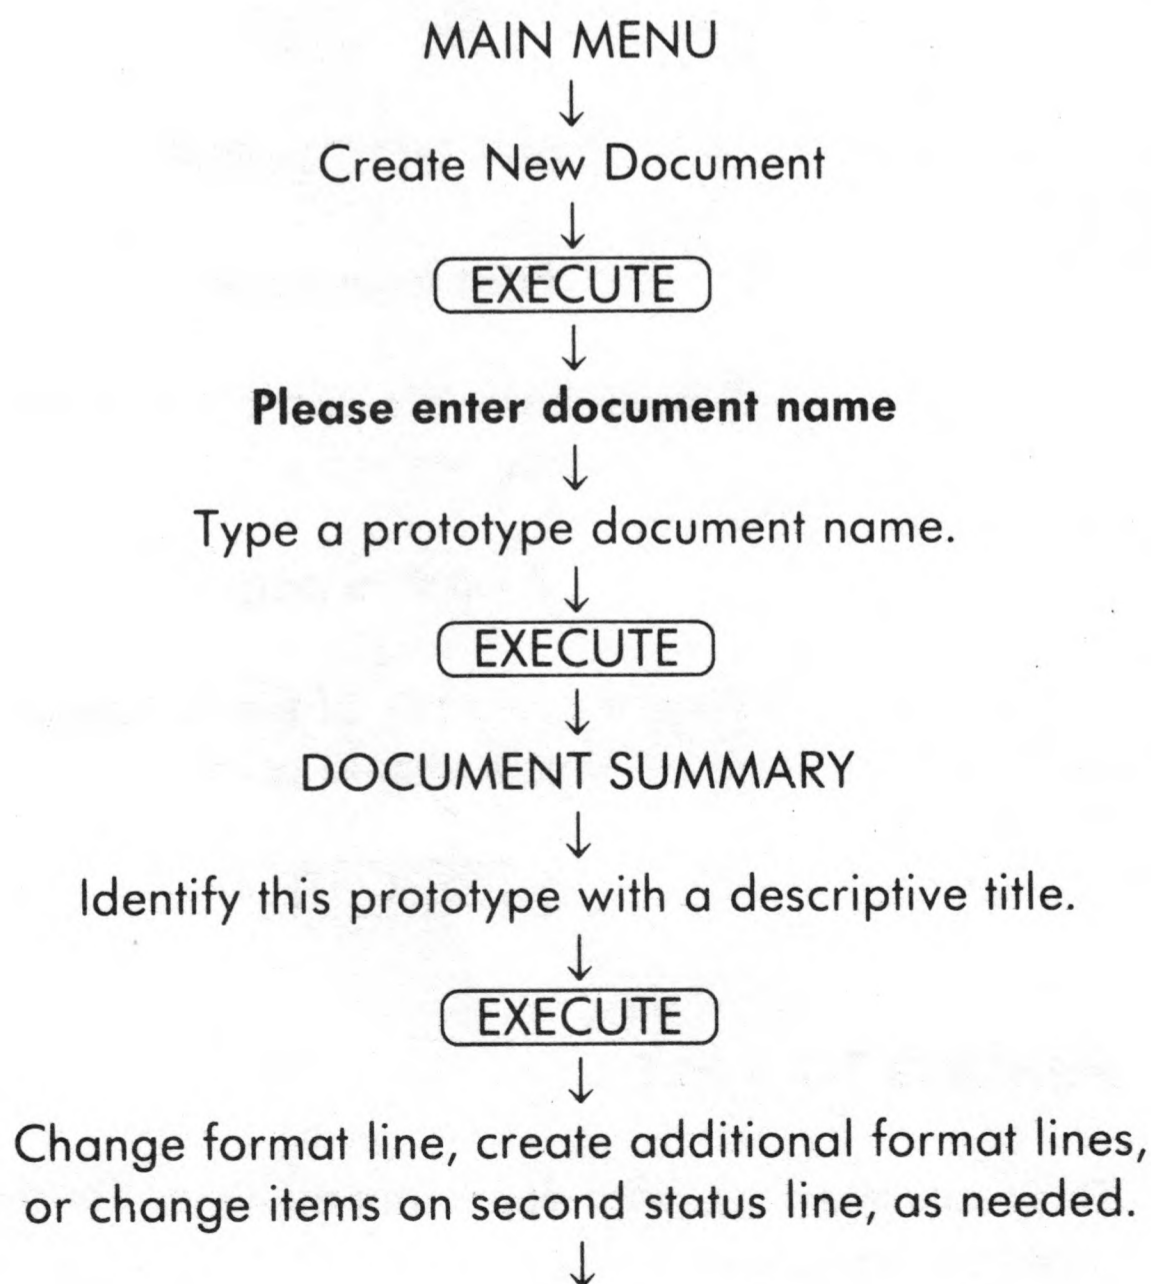 MAIN MENU
↓
Create New Document
↓
EXECUTE
↓
Please enter document name
↓
Type a prototype document name.
↓
EXECUTE
↓
DOCUMENT SUMMARY
↓
Identify this prototype with a descriptive title.
↓
EXECUTE
↓
Change format line, create additional format lines,
or change items on second status line, as needed.
↓